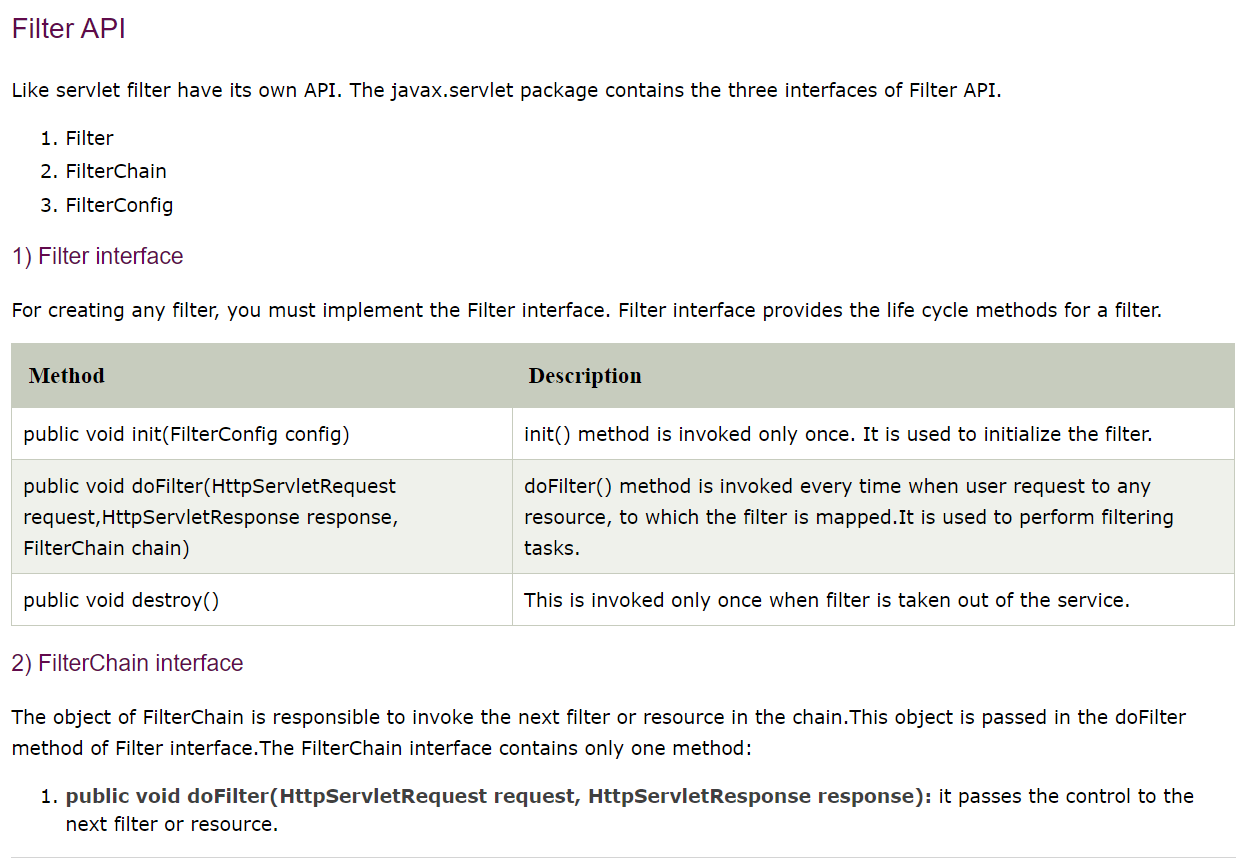 Filter API
Like servlet filter have its own API. The javax.servlet package contains the three interfaces of Filter API.
1. Filter
2. FilterChain
3. FilterConfig
1) Filter interface
For creating any filter, you must implement the Filter interface. Filter interface provides the life cycle methods for a filter.
Method
Description
public void init(FilterConfig config)
init() method is invoked only once. It is used to initialize the filter.
public void doFilter(HttpServletRequest
request,HttpServletResponse response,
FilterChain chain)
doFilter() method is invoked every time when user request to any
resource, to which the filter is mapped.It is used to perform filtering
tasks.
public void destroy()
This is invoked only once when filter is taken out of the service.
2) FilterChain interface
The object of FilterChain is responsible to invoke the next filter or resource in the chain.This object is passed in the doFilter
method of Filter interface.The FilterChain interface contains only one method:
1. public void doFilter(HttpServletRequest request, HttpServletResponse response): it passes the control to the
next filter or resource.